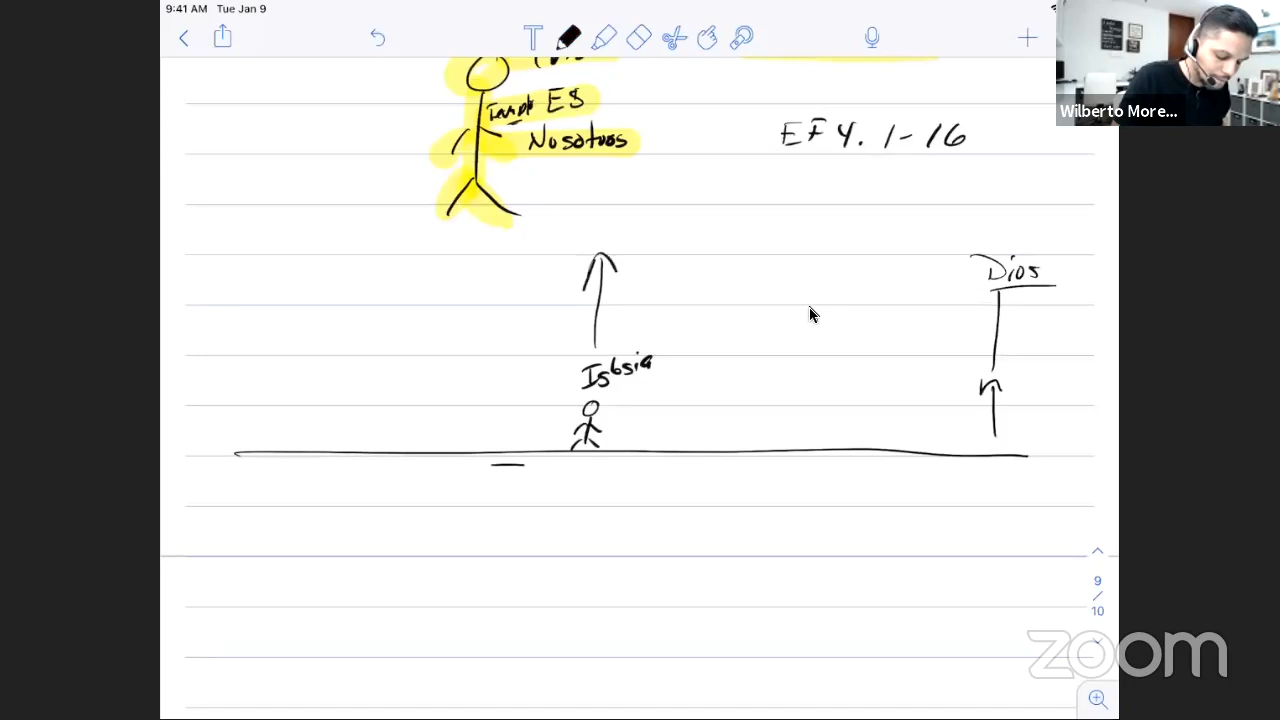 9:41 AM Tue Jan 9
Wilberto More...
ES
Nosotros
EF 4. 1-16
Dios
Iglesia
9
/
10
zoom